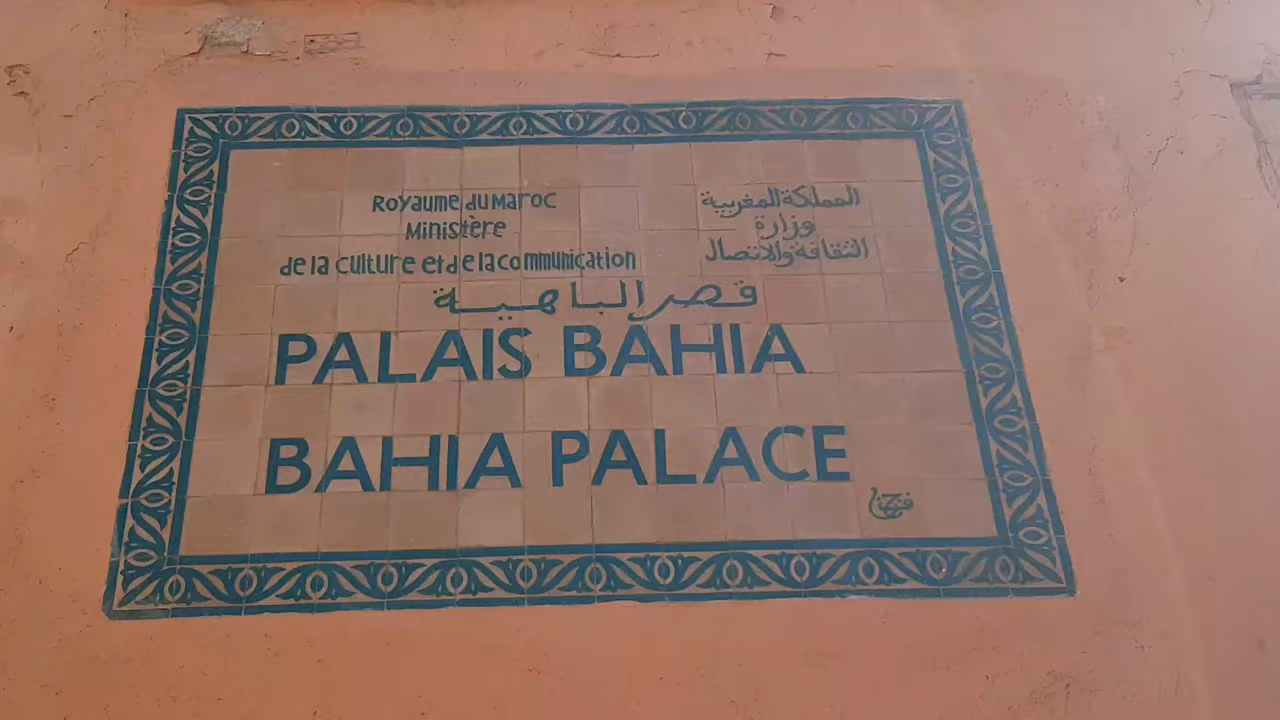 Royaume du Maroc
Ministère
de la culture et de la communication
المملكة المغربية
وزارة
الثقافة والاتصال
قصر الباهية
PALAIS BAHIA
BAHIA PALACE